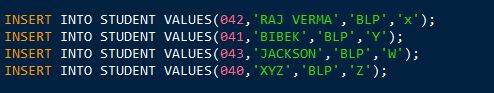 INSERT INTO STUDENT VALUES(042,'RAJ VERMA','BLP','x');
INSERT INTO STUDENT VALUES(041,'BIBEK','BLP','Y');
INSERT INTO STUDENT VALUES(043,'JACKSON','BLP','W');
INSERT INTO STUDENT VALUES(040,'XYZ','BLP','Z');